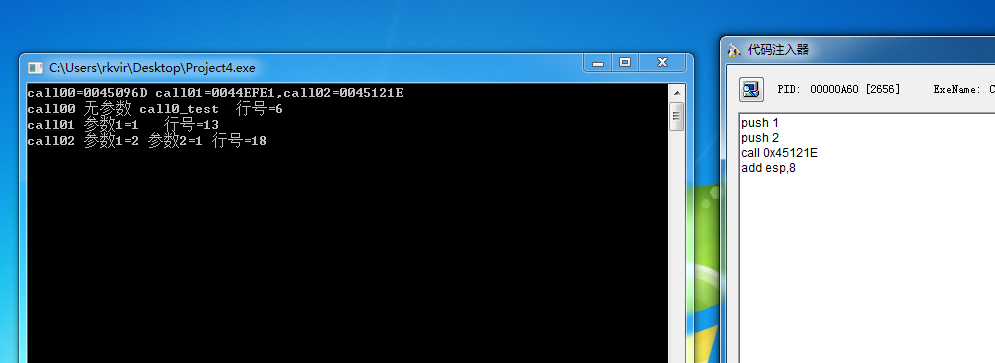 代码注入器
C:\Users\rkvir\Desktop\Project4.exe
PID: 00000A60 [2656] ExeName: C
call00=0045096D call01=0044EFE1,call02=0045121E
call00 无参数 call0_test 行号=6
call01 参数1=1 行号=13
call02 参数1=2 参数2=1 行号=18
push 1
push 2
call 0x45121E
add esp,8